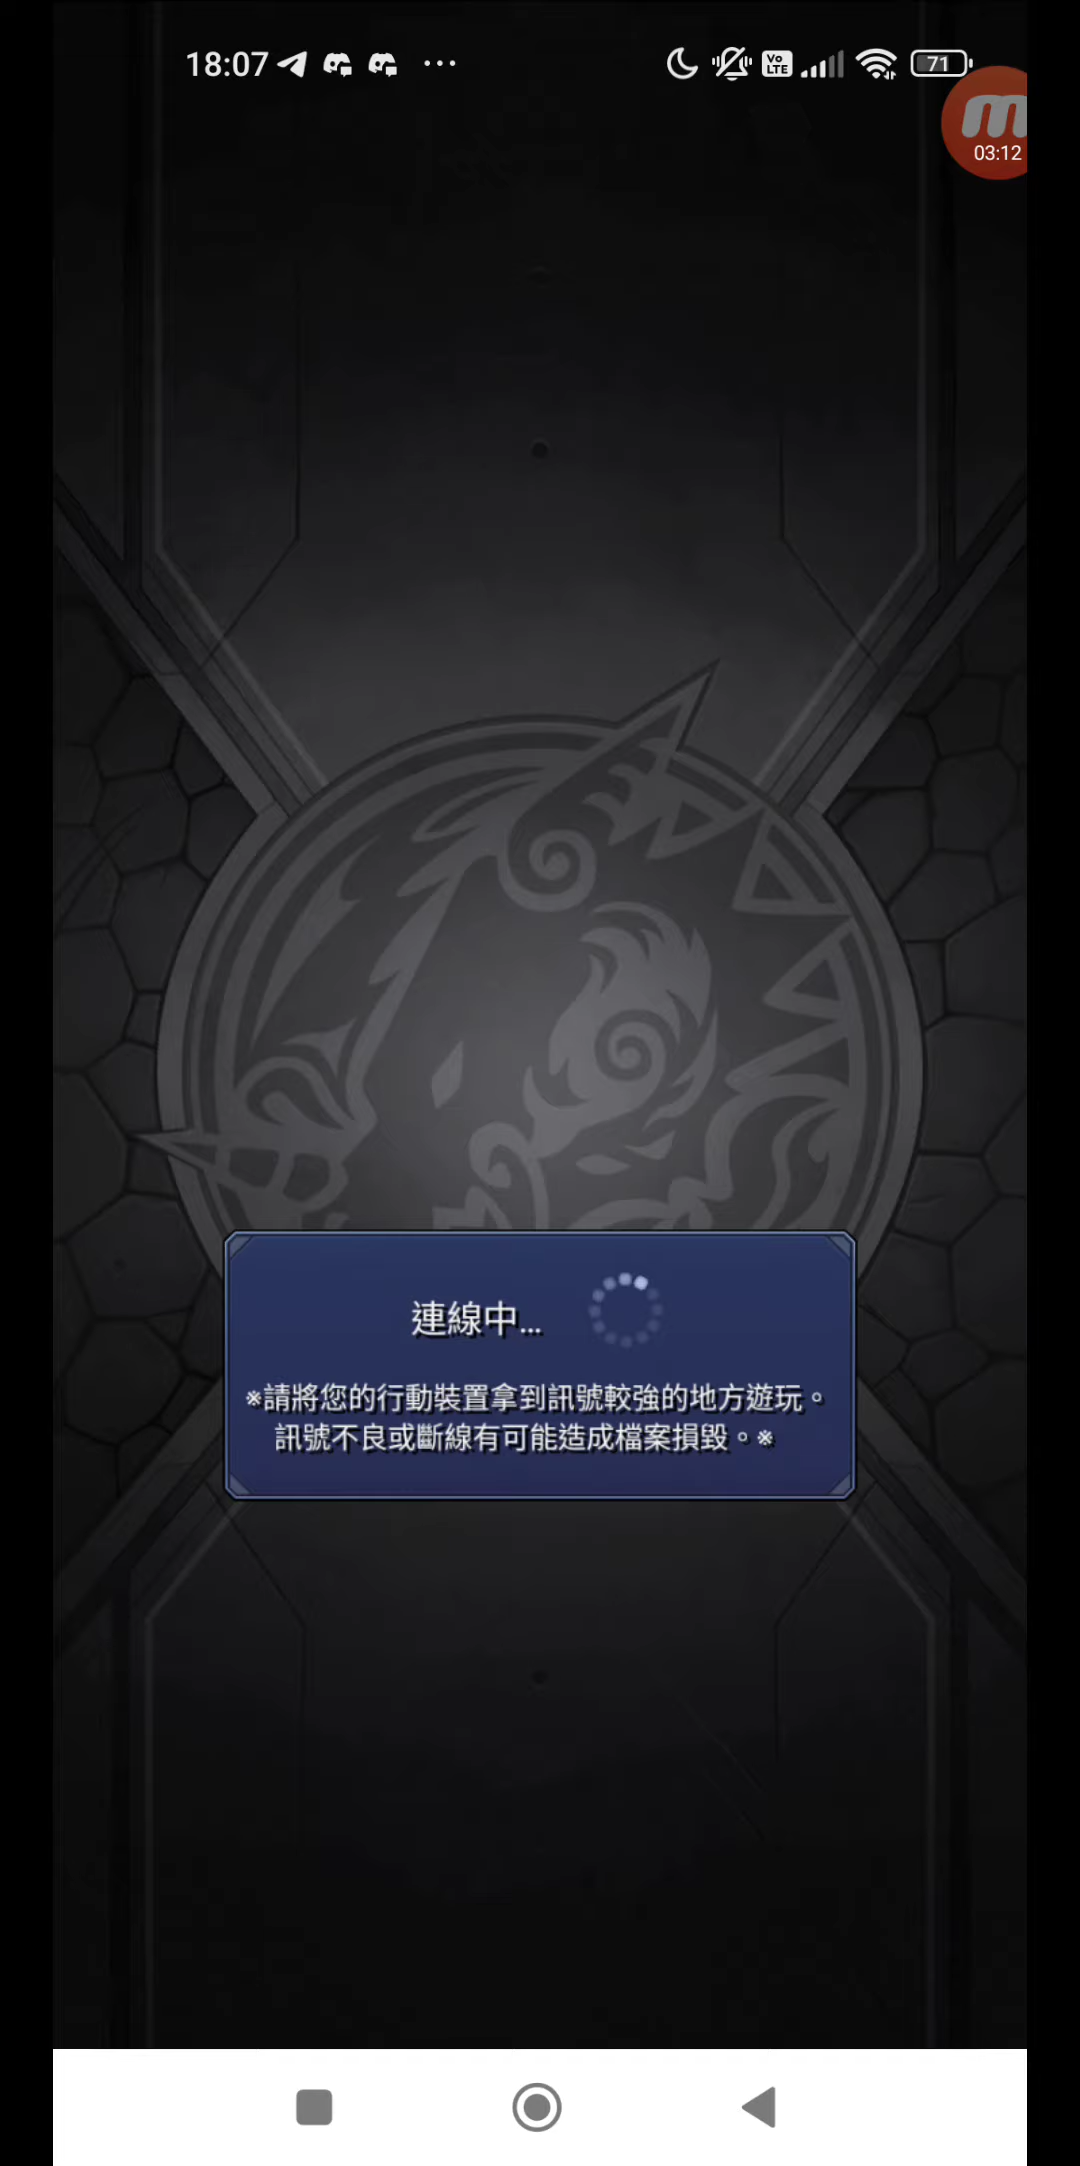 18:07
Vo
LTE
71
m
03:12
連線中...
※請將您的行動裝置拿到訊號較強的地方遊玩。
訊號不良或斷線有可能造成檔案損毀。※